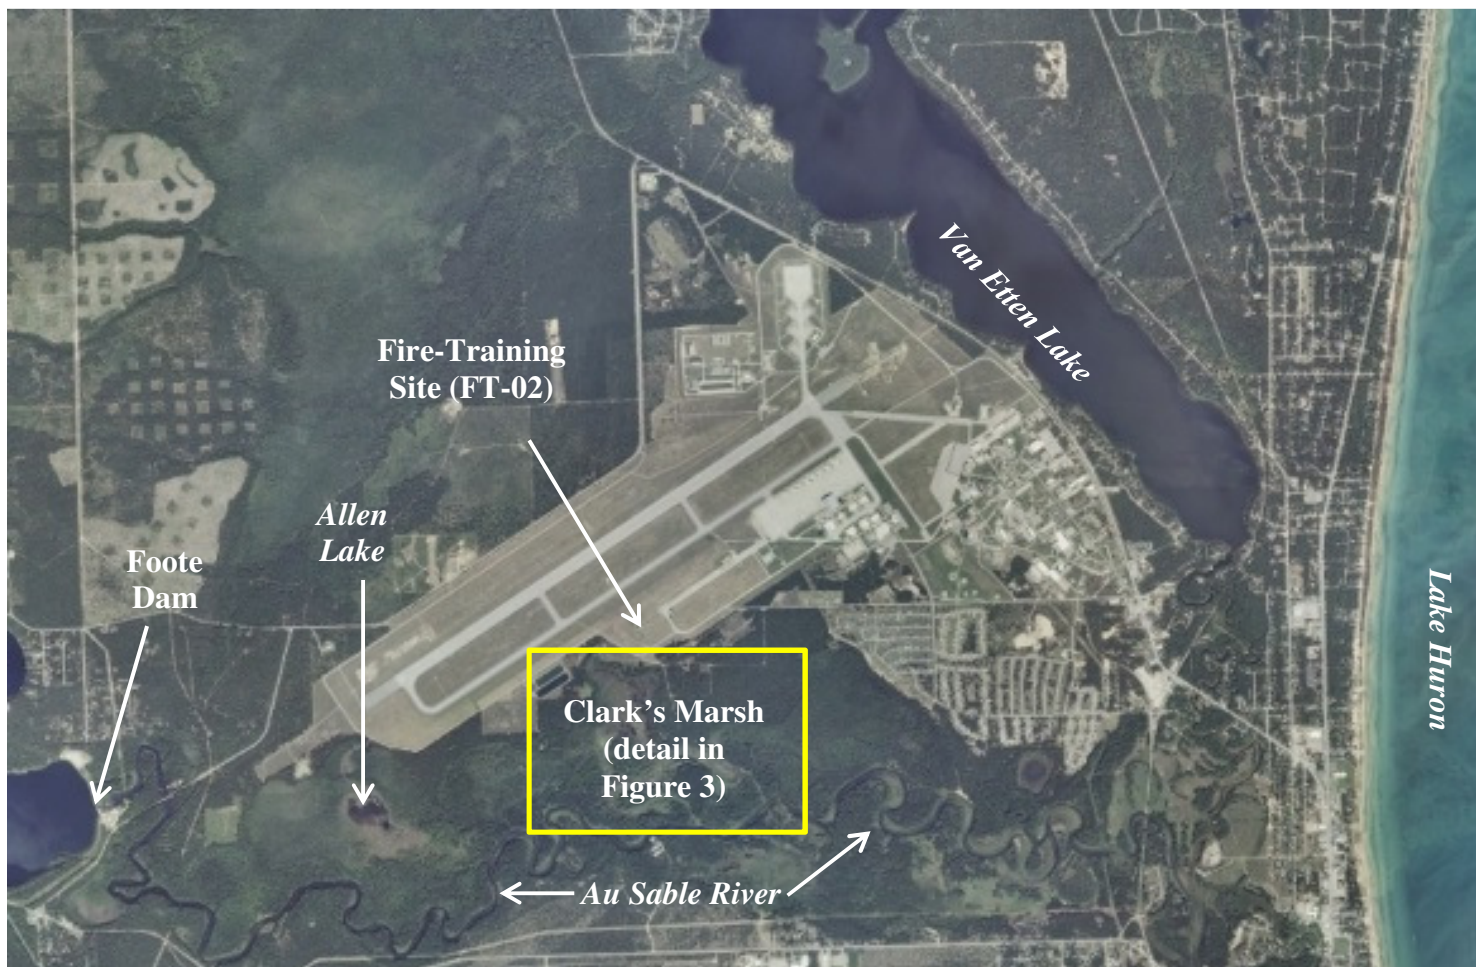 Van Etten Lake
Fire-Training
Site (FT-02)
Allen
Lake
Foote
Dam
Lake Huron
Clark’s Marsh
(detail in
Figure 3)
Au Sable River